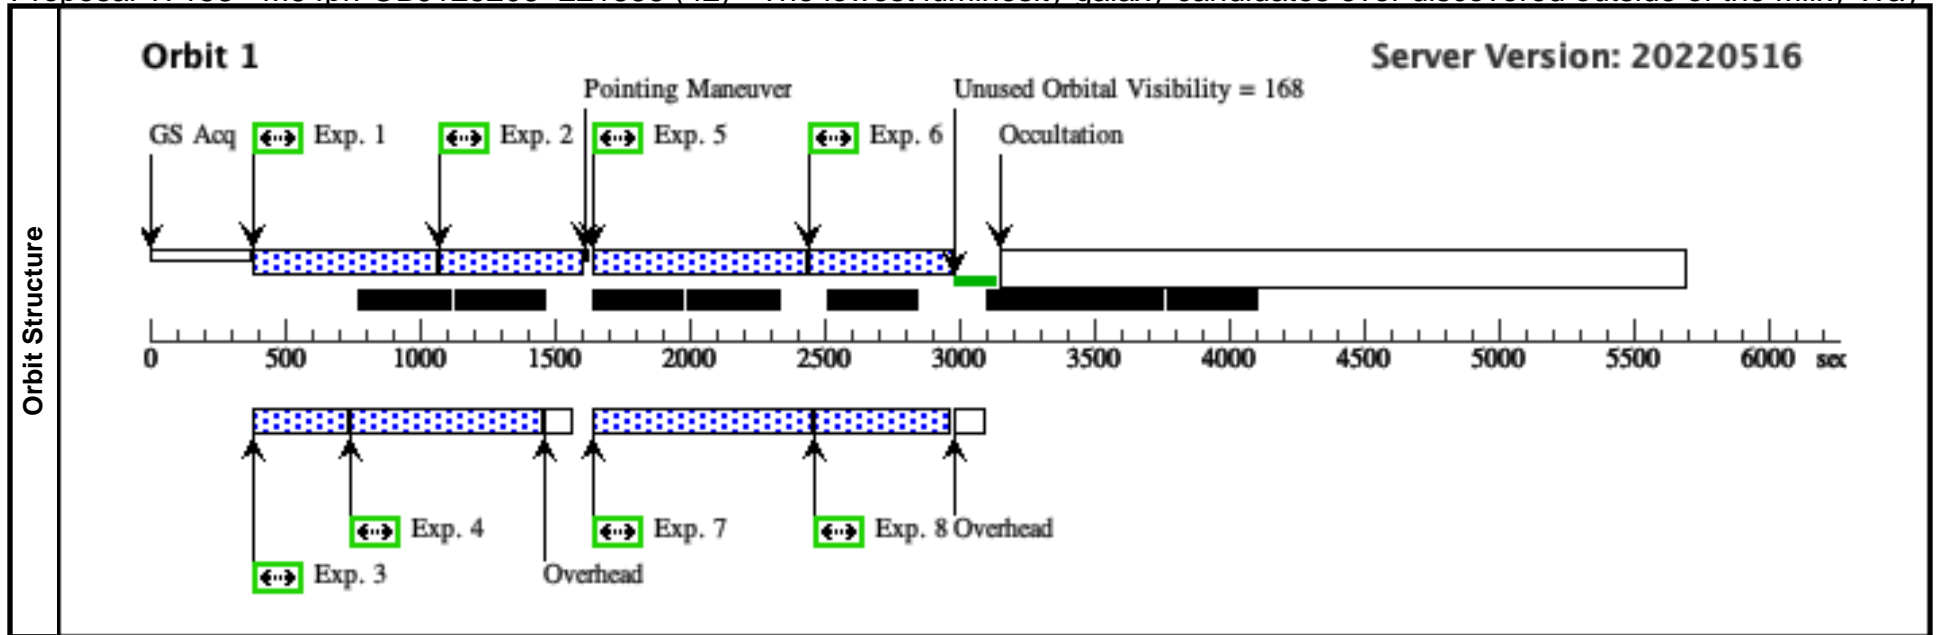 Orbit 1
Server Version: 20220516
Pointing Maneuver
Unused Orbital Visibility = 168
GS Acq
Exp. 1
Exp. 2
Exp. 5
Exp. 6
Occultation
Orbit Structure
0 500 1000 1500 2000 2500 3000 3500 4000 4500 5000 5500 6000 sec
Exp. 4
Exp. 7
Exp. 8
Overhead
Exp. 3
Overhead